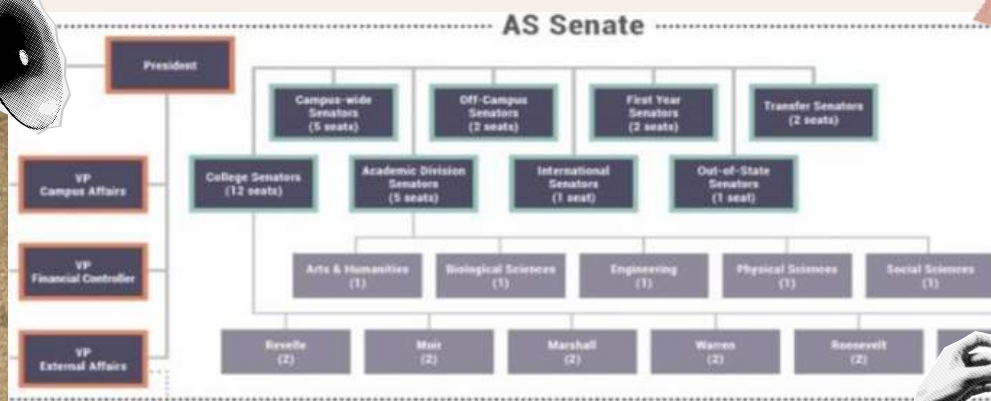 AS Senate
President
Campus-wide
Senators
(5 seats)
Off-Campus
Senators
(2 seats)
First Year
Senators
(2 seats)
Transfer Senators
(2 seats)
VP
Campus Affairs
College Senators
(12 seats)
Academic Division
Senators
(5 seats)
International
Senators
(1 seat)
Out-of-State
Senators
(1 seat)
VP
Financial Controller
Arts & Humanities
(1)
Biological Sciences
(1)
Engineering
(1)
Physical Sciences
(1)
Social Sciences
(1)
VP
External Affairs
Revelle
(2)
Muir
(2)
Marshall
(2)
Warren
(2)
Roosevelt
(2)